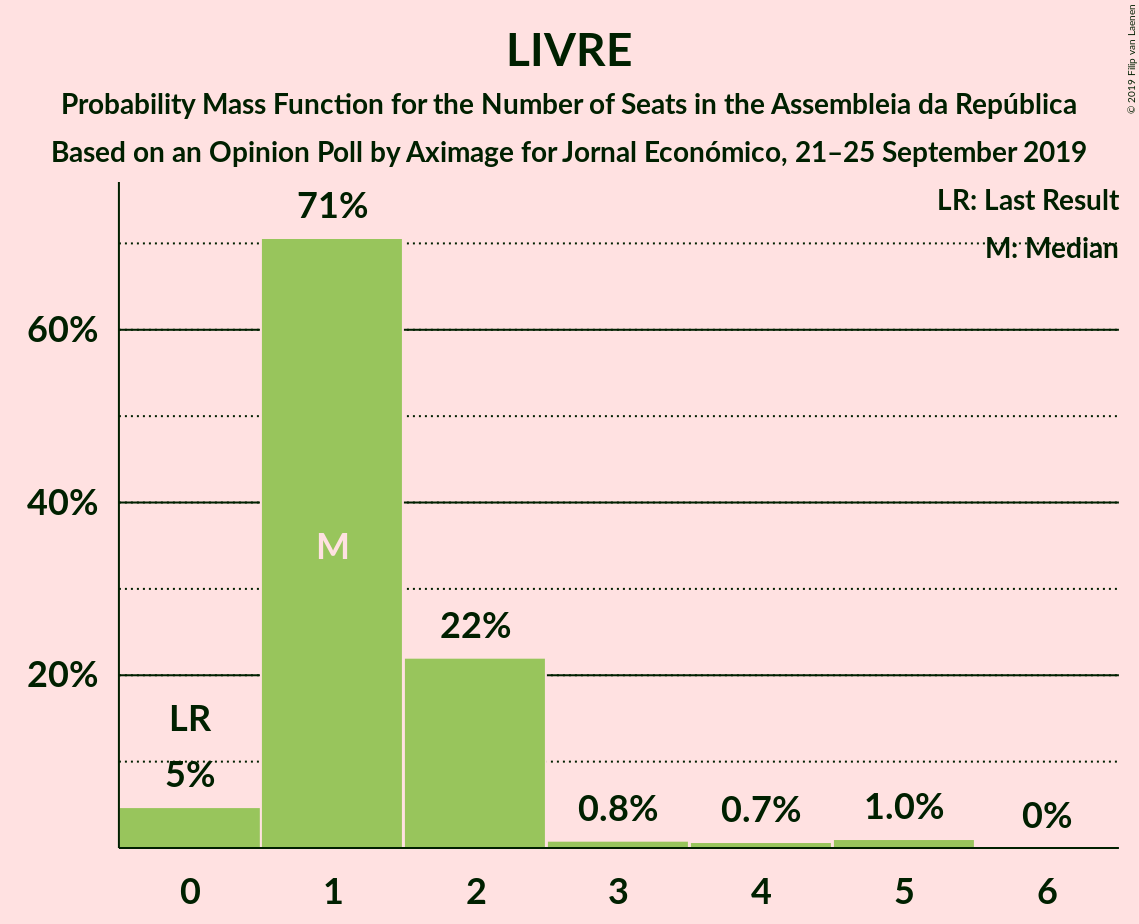 LIVRE
Probability Mass Function for the Number of Seats in the Assembleia da República
Based on an Opinion Poll by Aximage for Jornal Económico, 21–25 September 2019
© 2019 Filip van Laenen
LR: Last Result
M: Median
71%
60%
40%
M
22%
20%
LR
5%
0.8%
0.7%
1.0%
0%
0 1 2 3 4 5 6